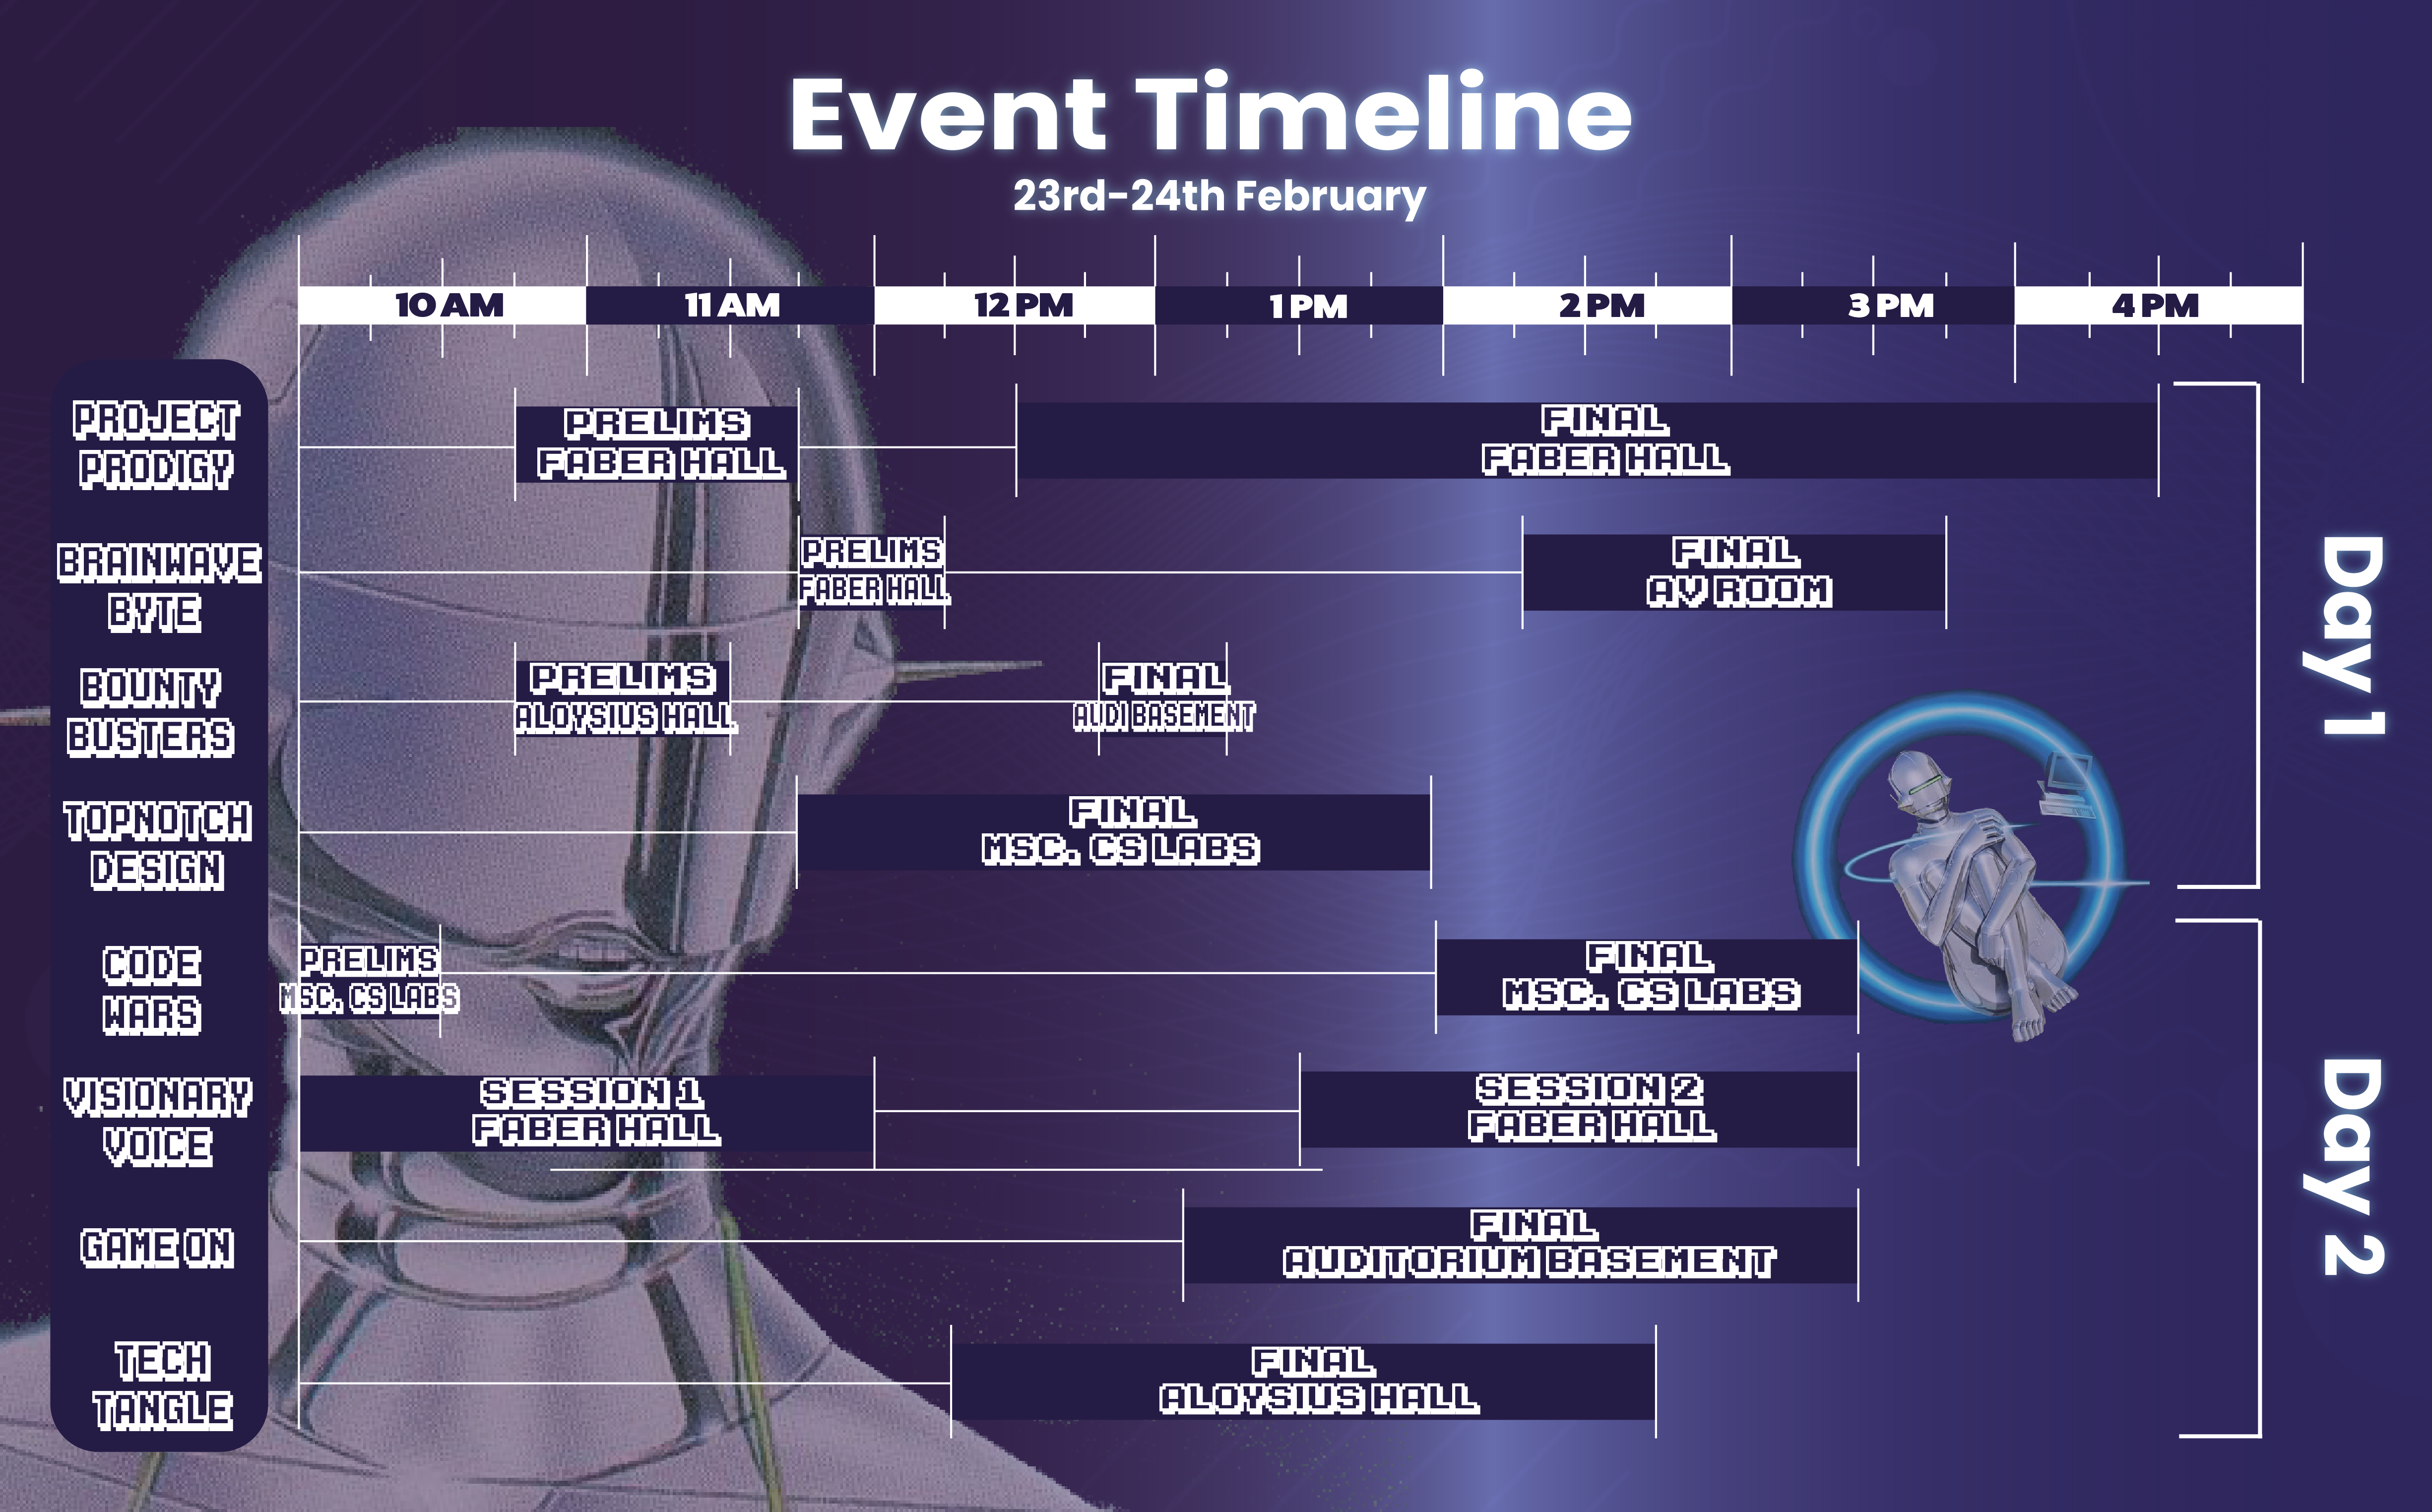 Event Timeline
23rd-24th February
10 AM 11 AM 12 PM 1 PM 2 PM 3 PM 4 PM
PROJECT
PRODIGY
PRELIMS
FABER HALL
FINAL
FABER HALL
BRAINWAVE
BYTE
PRELIMS
FABER HALL
FINAL
AV ROOM
BOUNTY
BUSTERS
PRELIMS
ALOYSIUS HALL
FINAL
AUDI BASEMENT
TOPNOTCH
DESIGN
FINAL
MSC. CS LABS
Day 1
CODE
WARS
PRELIMS
MSC. CS LABS
FINAL
MSC. CS LABS
VISIONARY
VOICE
SESSION 1
FABER HALL
SESSION 2
FABER HALL
GAME ON
FINAL
AUDITORIUM BASEMENT
TECH
TANGLE
FINAL
ALOYSIUS HALL
Day 2